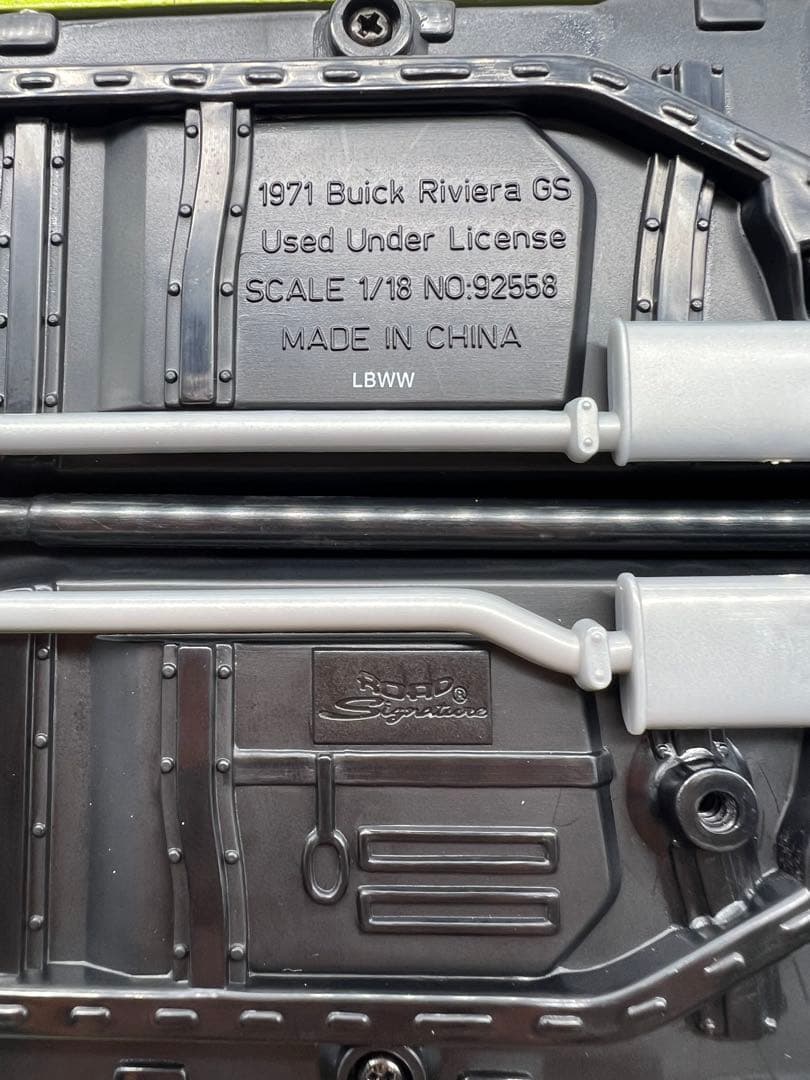 1971 Buick Riviera GS
Used Under License
SCALE 1/18 NO:92558
MADE IN CHINA
LBWW
ROAD®
Signature